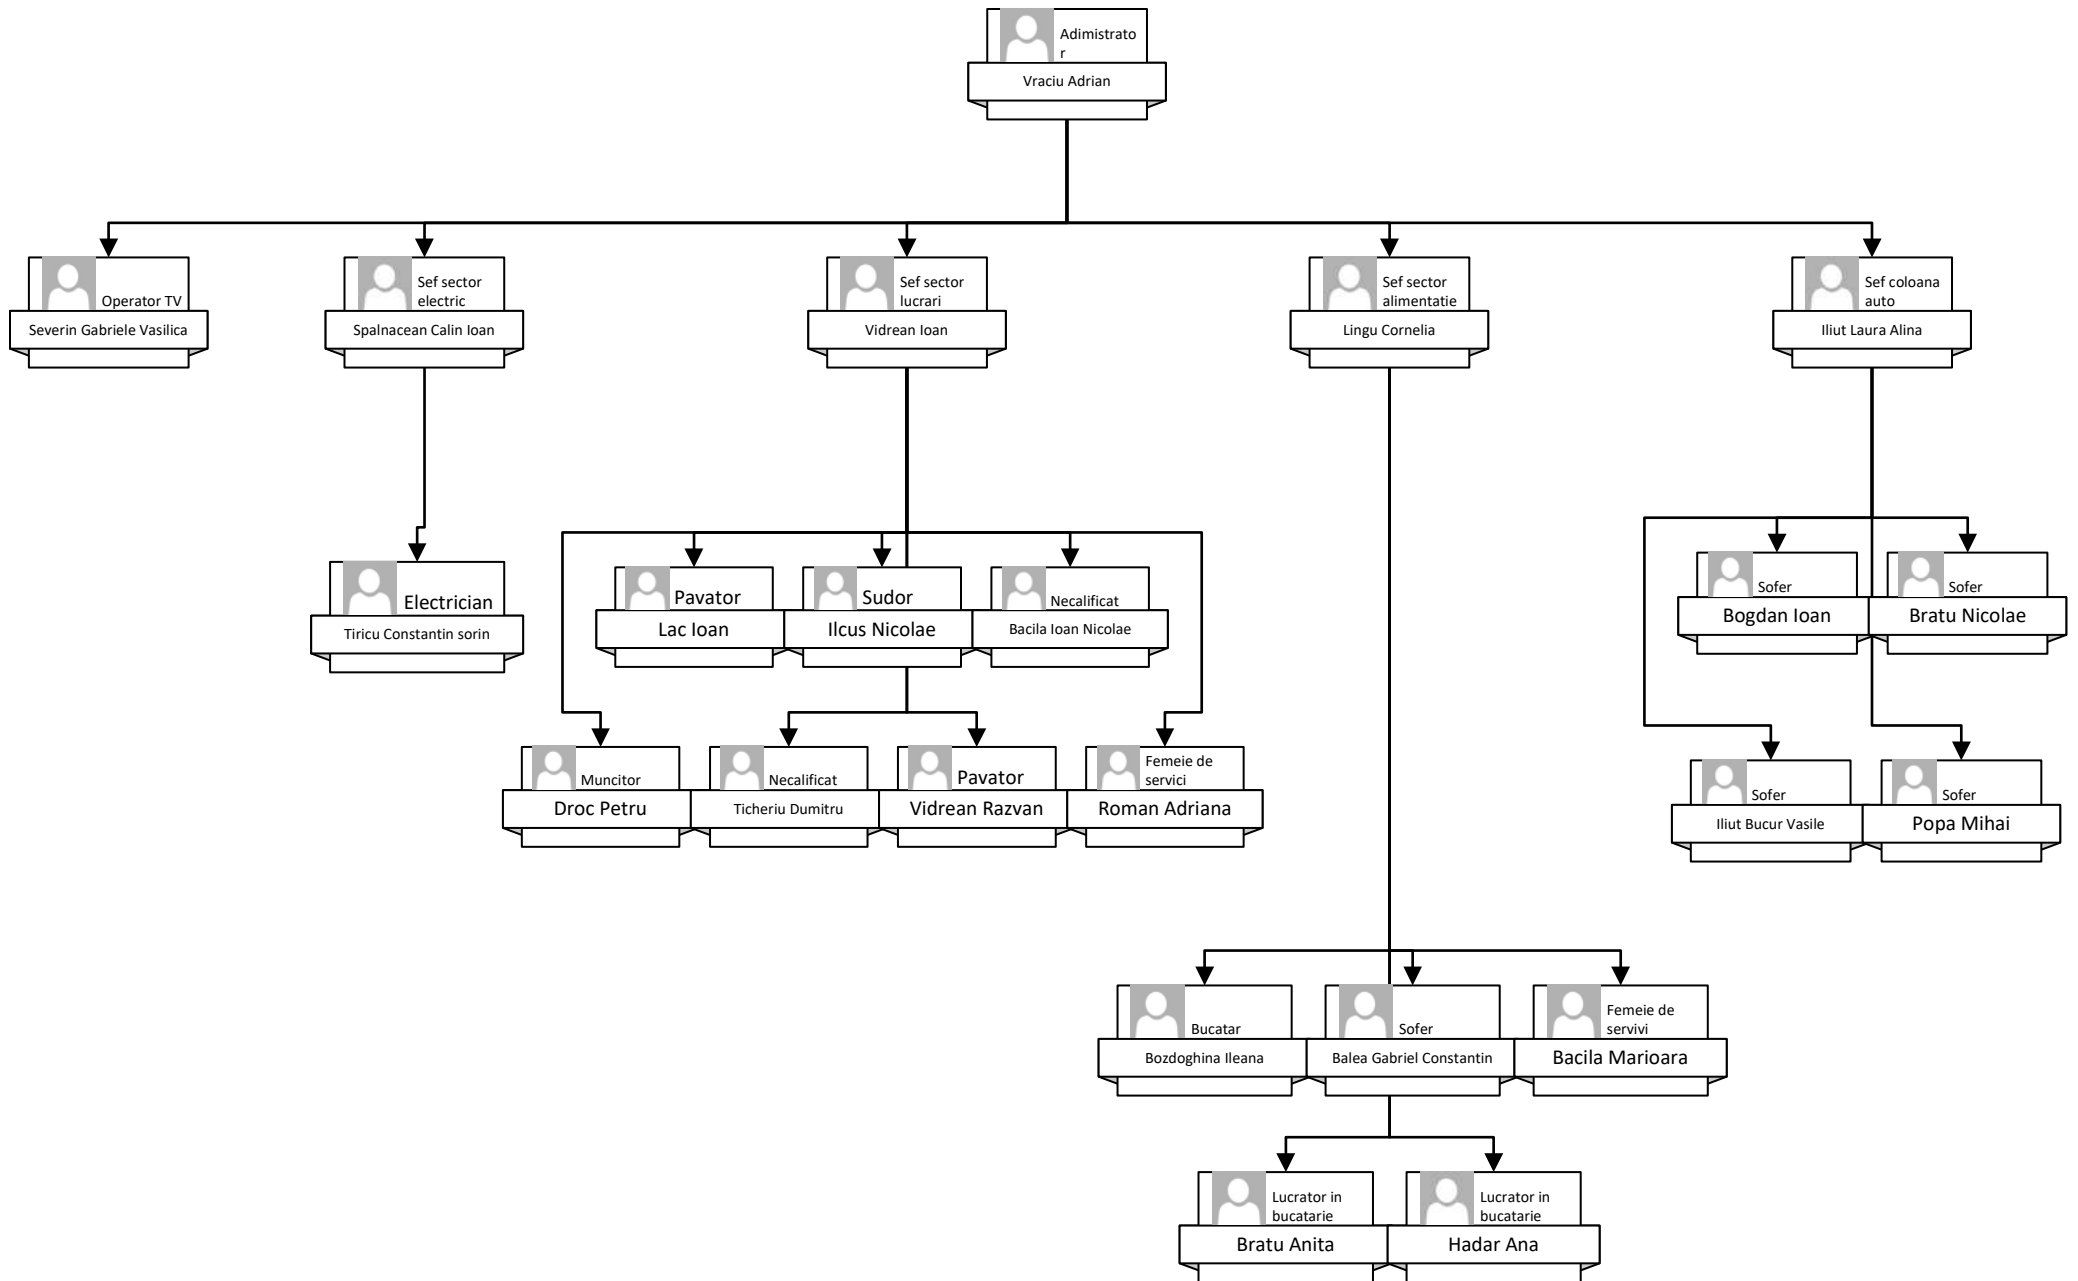 Adimistrato
r
Vraciu Adrian
Operator TV
Severin Gabriele Vasilica
Sef sector
electric
Spalnacean Calin Ioan
Sef sector
lucrari
Vidrean Ioan
Sef sector
alimentatie
Lingu Cornelia
Sef coloana
auto
Iliut Laura Alina
Electrician
Tiricu Constantin sorin
Pavator
Lac Ioan
Sudor
Ilcus Nicolae
Necalificat
Bacila Ioan Nicolae
Sofer
Bogdan Ioan
Sofer
Bratu Nicolae
Muncitor
Droc Petru
Necalificat
Ticheriu Dumitru
Pavator
Vidrean Razvan
Femeie de
servici
Roman Adriana
Sofer
Iliut Bucur Vasile
Sofer
Popa Mihai
Bucatar
Bozdoghina Ileana
Sofer
Balea Gabriel Constantin
Femeie de
servivi
Bacila Marioara
Lucrator in
bucatarie
Bratu Anita
Lucrator in
bucatarie
Hadar Ana